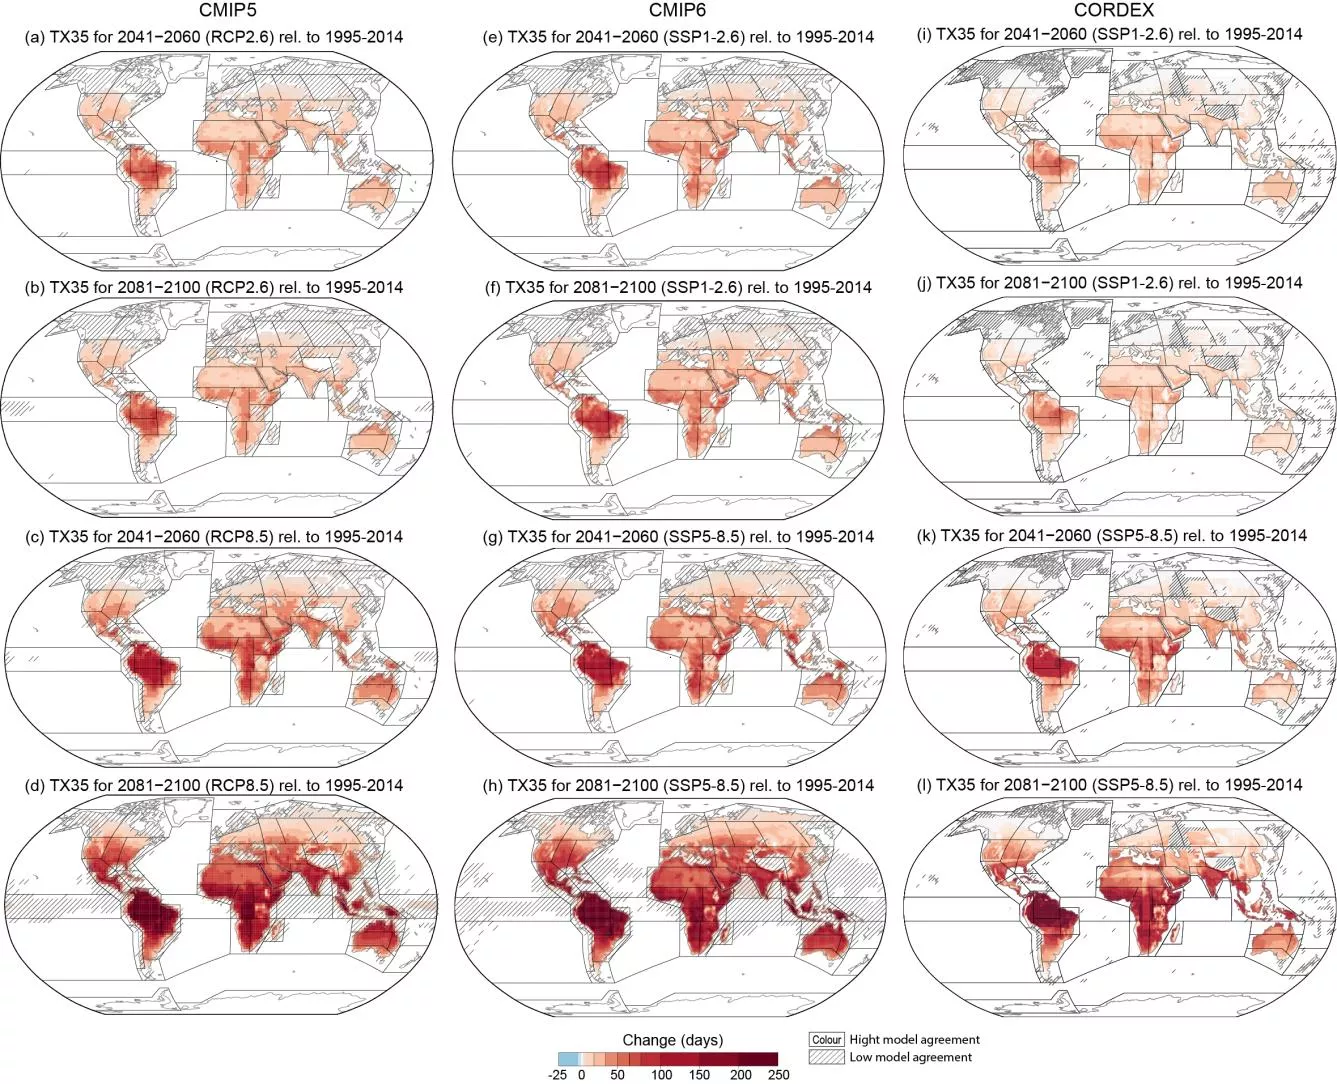 CMIP5 CMIP6 CORDEX
(a) TX35 for 2041−2060 (RCP2.6) rel. to 1995-2014 (e) TX35 for 2041−2060 (SSP1-2.6) rel. to 1995-2014 (i) TX35 for 2041−2060 (SSP1-2.6) rel. to 1995-2014
(b) TX35 for 2081−2100 (RCP2.6) rel. to 1995-2014 (f) TX35 for 2081−2100 (SSP1-2.6) rel. to 1995-2014 (j) TX35 for 2081−2100 (SSP1-2.6) rel. to 1995-2014
(c) TX35 for 2041−2060 (RCP8.5) rel. to 1995-2014 (g) TX35 for 2041−2060 (SSP5-8.5) rel. to 1995-2014 (k) TX35 for 2041−2060 (SSP5-8.5) rel. to 1995-2014
(d) TX35 for 2081−2100 (RCP8.5) rel. to 1995-2014 (h) TX35 for 2081−2100 (SSP5-8.5) rel. to 1995-2014 (l) TX35 for 2081−2100 (SSP5-8.5) rel. to 1995-2014
Change (days)
-25 0 50 100 150 200 250
Colour Hight model agreement
Low model agreement